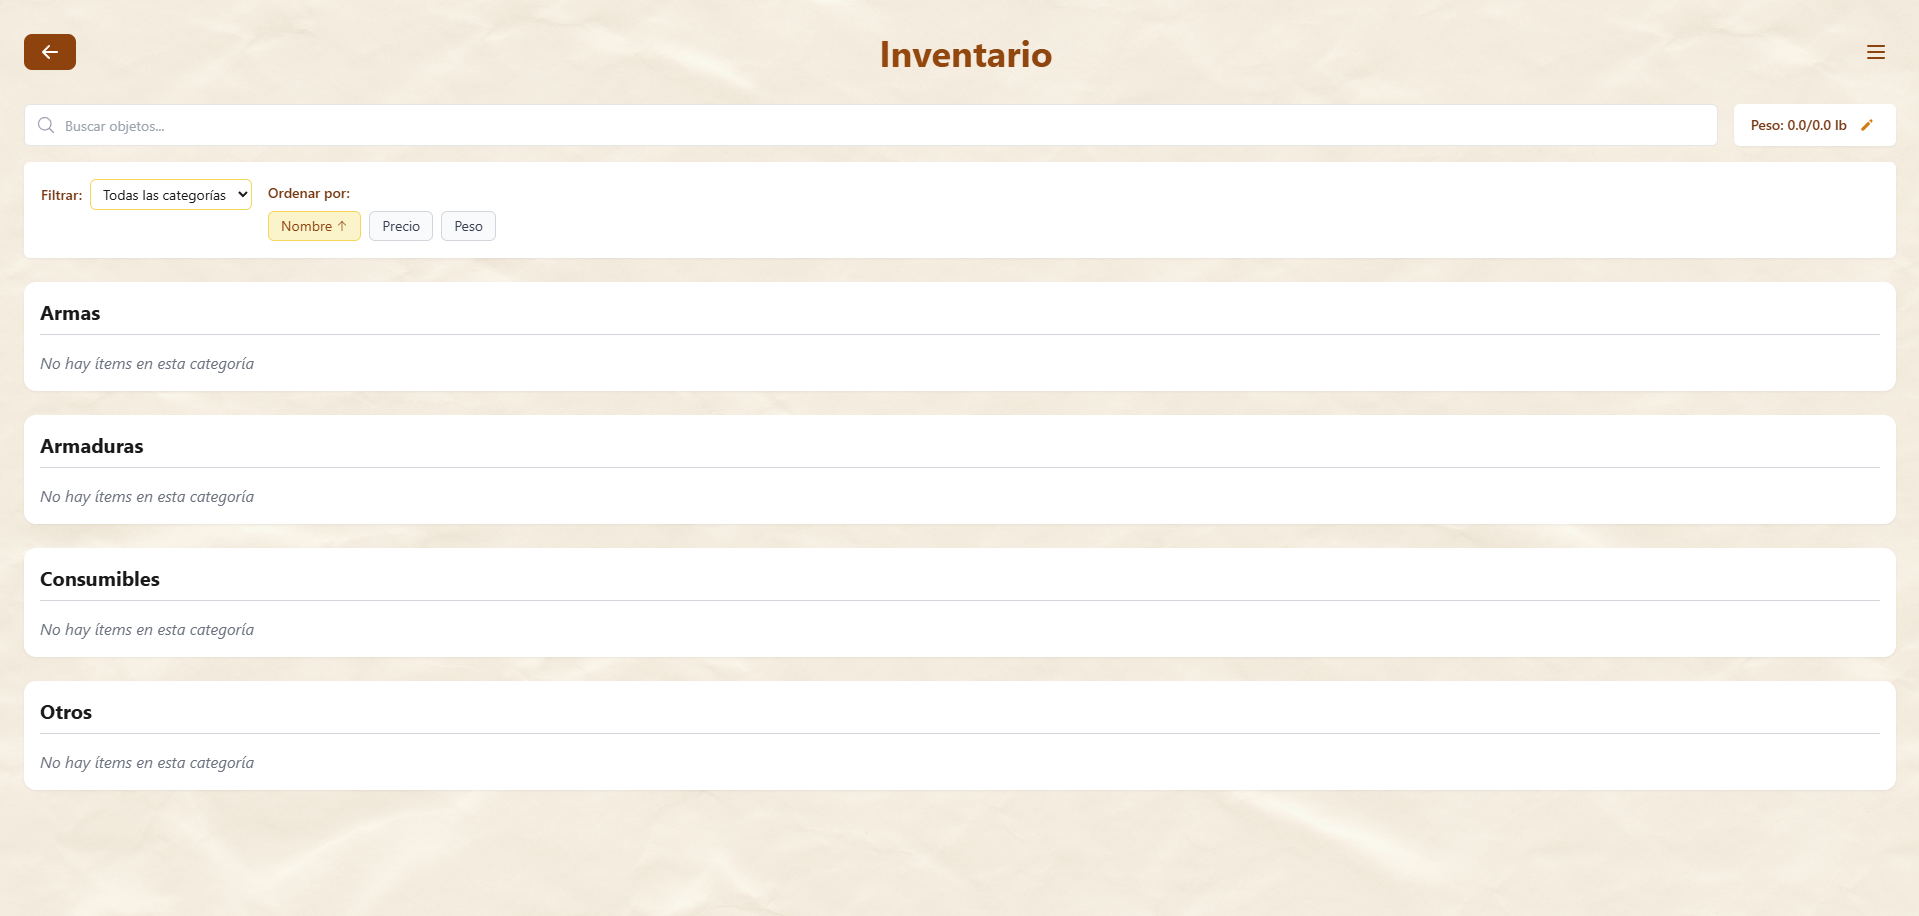 Inventario
Buscar objetos...
Peso: 0.0/0.0 lb
Filtrar:
Todas las categorías
Ordenar por:
Nombre ↑
Precio
Peso
Armas
No hay ítems en esta categoría
Armaduras
No hay ítems en esta categoría
Consumibles
No hay ítems en esta categoría
Otros
No hay ítems en esta categoría